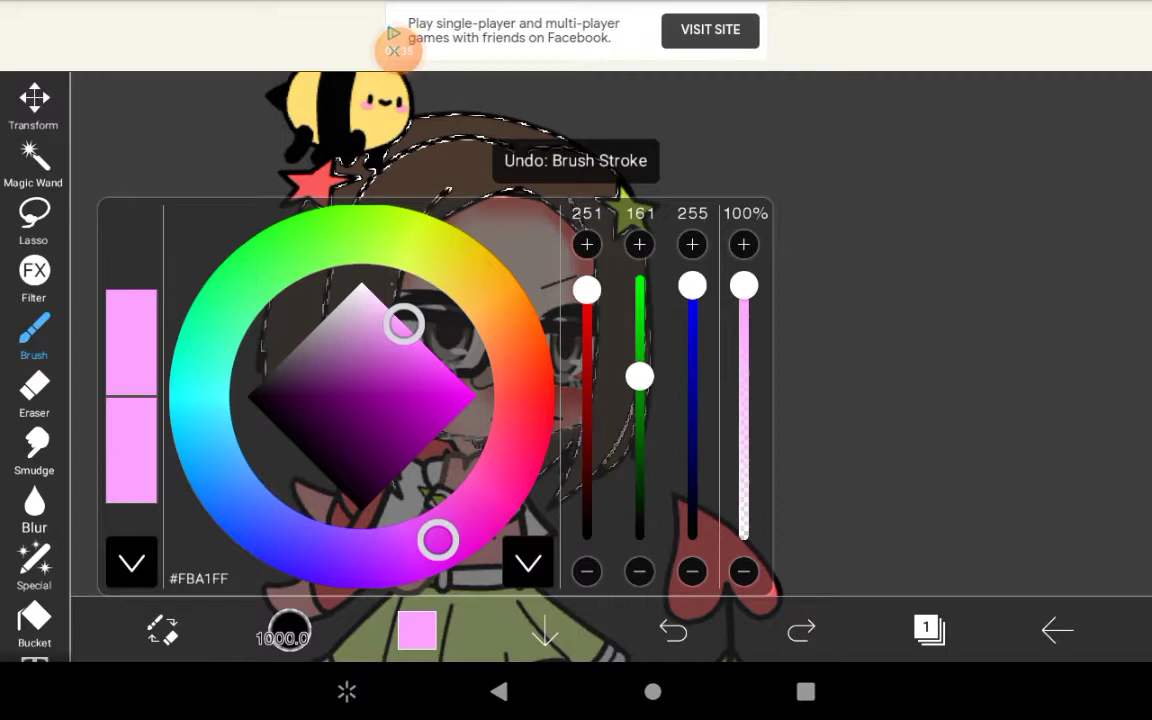 Play single-player and multi-player
games with friends on Facebook.
VISIT SITE
Transform
Magic Wand
Lasso
FX
Filter
Brush
Eraser
Smudge
Blur
Special
Bucket
Undo: Brush Stroke
251 161 255 100%
#FBA1FF
1000.0
1